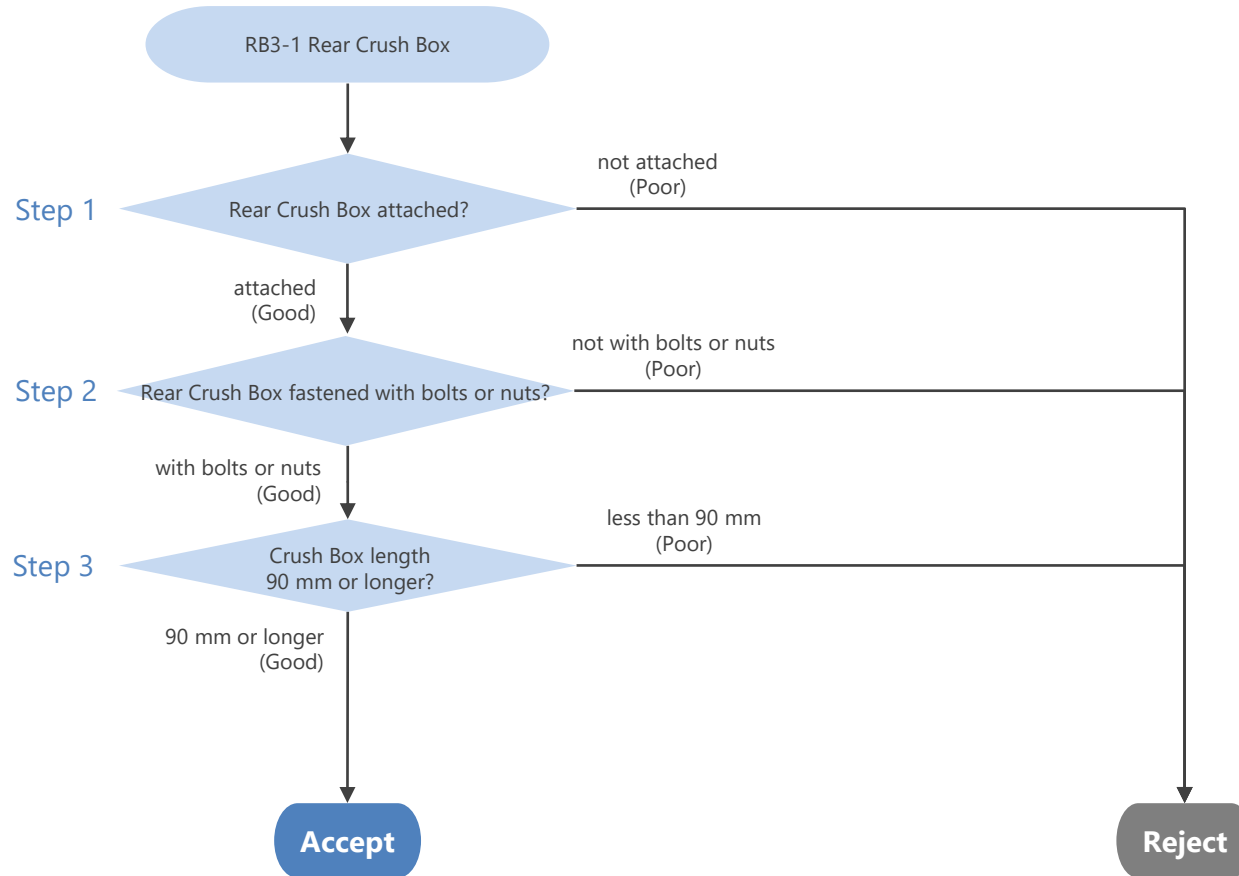 RB3-1 Rear Crush Box
not attached
(Poor)
Step 1
Rear Crush Box attached?
attached
(Good)
not with bolts or nuts
(Poor)
Step 2
Rear Crush Box fastened with bolts or nuts?
with bolts or nuts
(Good)
less than 90 mm
(Poor)
Step 3
Crush Box length
90 mm or longer?
90 mm or longer
(Good)
Accept
Reject